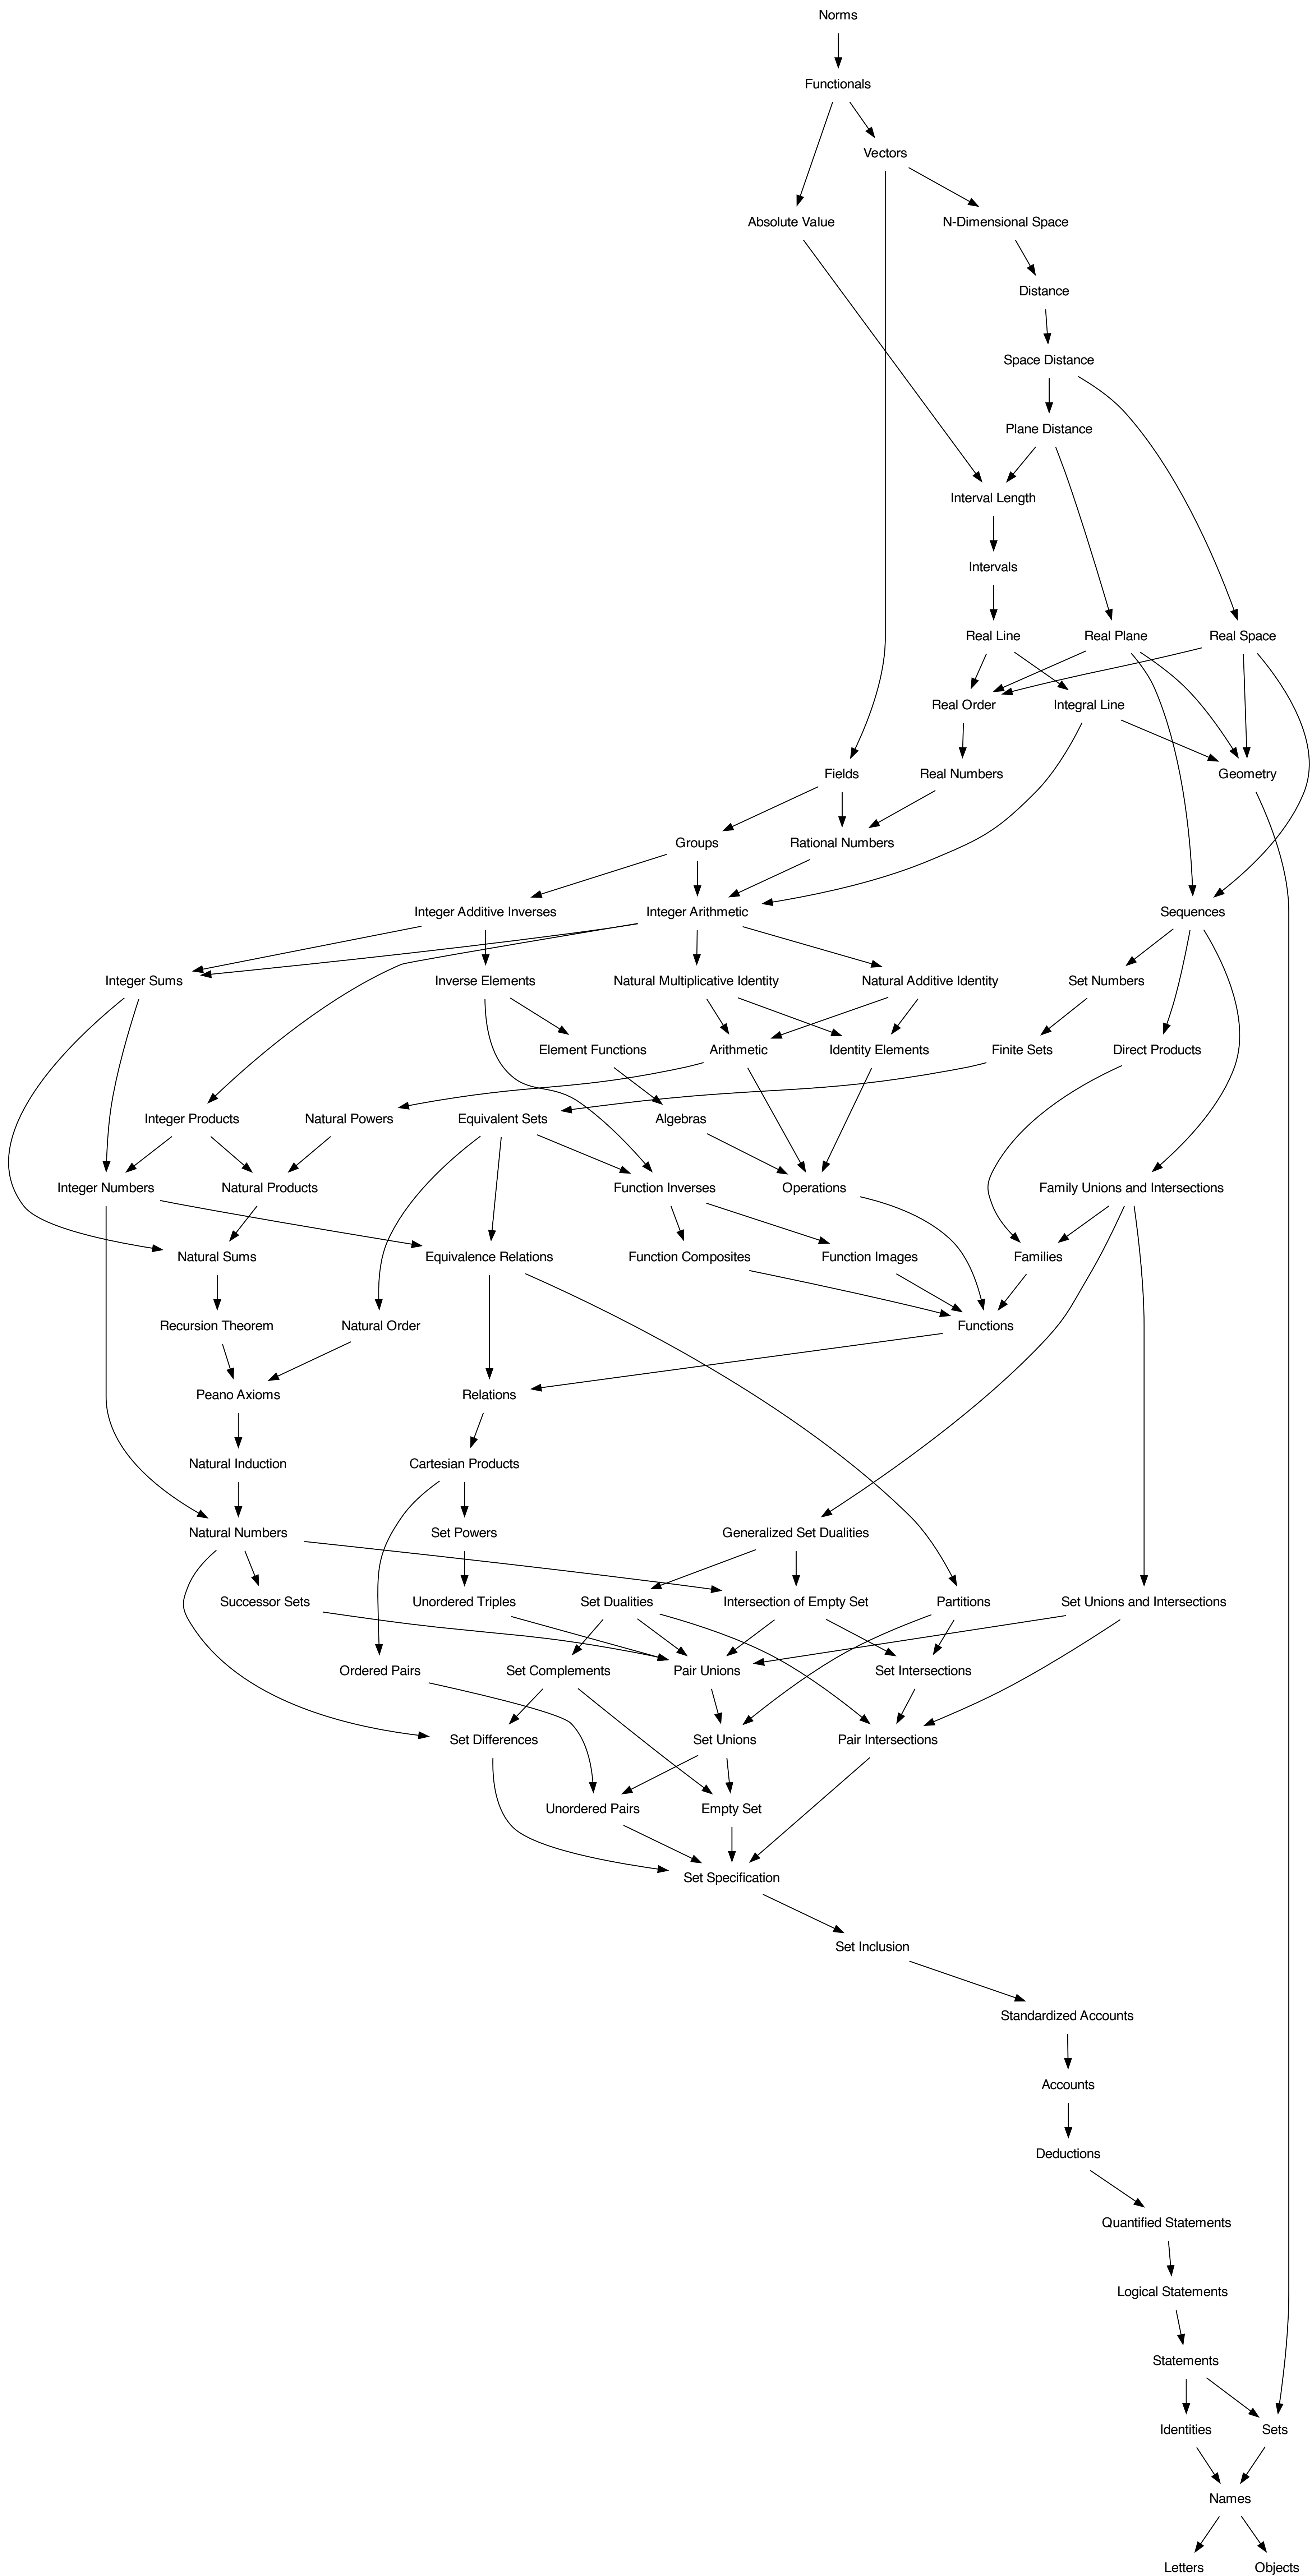 Norms
Functionals
Vectors
Absolute Value
N-Dimensional Space
Distance
Space Distance
Plane Distance
Interval Length
Intervals
Real Line
Real Plane
Real Space
Real Order
Integral Line
Fields
Real Numbers
Geometry
Groups
Rational Numbers
Integer Additive Inverses
Integer Arithmetic
Sequences
Integer Sums
Inverse Elements
Natural Multiplicative Identity
Natural Additive Identity
Set Numbers
Element Functions
Arithmetic
Identity Elements
Finite Sets
Direct Products
Integer Products
Natural Powers
Equivalent Sets
Algebras
Integer Numbers
Natural Products
Function Inverses
Operations
Family Unions and Intersections
Natural Sums
Equivalence Relations
Function Composites
Function Images
Families
Recursion Theorem
Natural Order
Functions
Peano Axioms
Relations
Natural Induction
Cartesian Products
Natural Numbers
Set Powers
Generalized Set Dualities
Successor Sets
Unordered Triples
Set Dualities
Intersection of Empty Set
Partitions
Set Unions and Intersections
Ordered Pairs
Set Complements
Pair Unions
Set Intersections
Set Differences
Set Unions
Pair Intersections
Unordered Pairs
Empty Set
Set Specification
Set Inclusion
Standardized Accounts
Accounts
Deductions
Quantified Statements
Logical Statements
Statements
Identities
Sets
Names
Letters
Objects